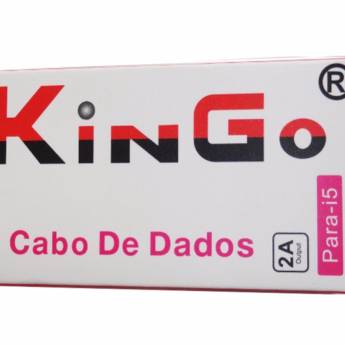 KinGo®
Cabo De Dados
2A
Output
Para-i5